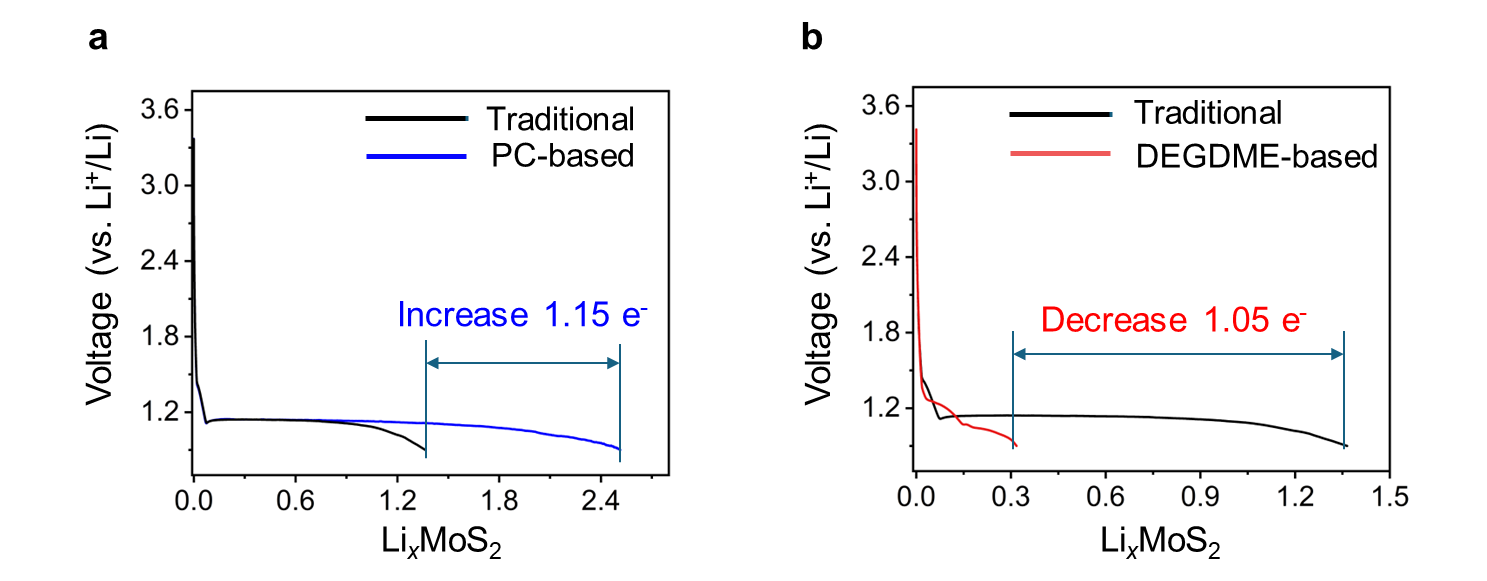 a
Traditional
PC-based
Increase 1.15 e⁻
Voltage (vs. Li⁺/Li)
3.6
3.0
2.4
1.8
1.2
0.0 0.6 1.2 1.8 2.4
LiₓMoS₂
b
Traditional
DEGDME-based
Decrease 1.05 e⁻
Voltage (vs. Li⁺/Li)
3.6
3.0
2.4
1.8
1.2
0.0 0.3 0.6 0.9 1.2 1.5
LiₓMoS₂